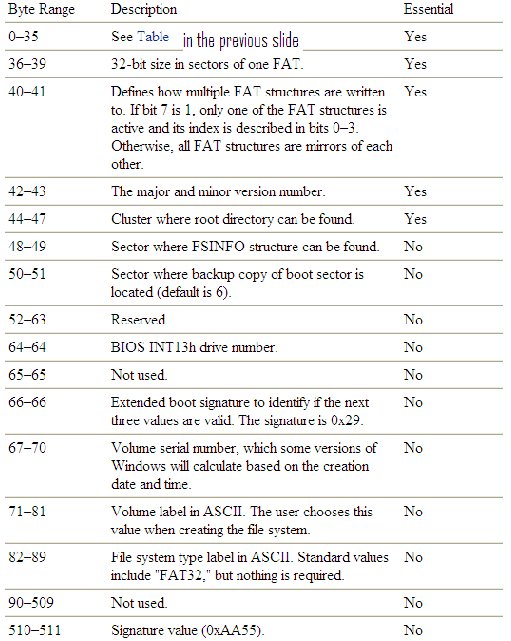 Byte Range Description Essential
0–35 See Table in the previous slide Yes
36–39 32-bit size in sectors of one FAT. Yes
40–41 Defines how multiple FAT structures are written Yes
to. If bit 7 is 1, only one of the FAT structures is
active and its index is described in bits 0–3.
Otherwise, all FAT structures are mirrors of each
other.
42–43 The major and minor version number. Yes
44–47 Cluster where root directory can be found. Yes
48–49 Sector where FSINFO structure can be found. No
50–51 Sector where backup copy of boot sector is No
located (default is 6).
52–63 Reserved No
64–64 BIOS INT13h drive number. No
65–65 Not used. No
66–66 Extended boot signature to identify if the next No
three values are valid. The signature is 0x29.
67–70 Volume serial number, which some versions of No
Windows will calculate based on the creation
date and time.
71–81 Volume label in ASCII. The user chooses this No
value when creating the file system.
82–89 File system type label in ASCII. Standard values No
include "FAT32," but nothing is required.
90–509 Not used. No
510–511 Signature value (0xAA55). No